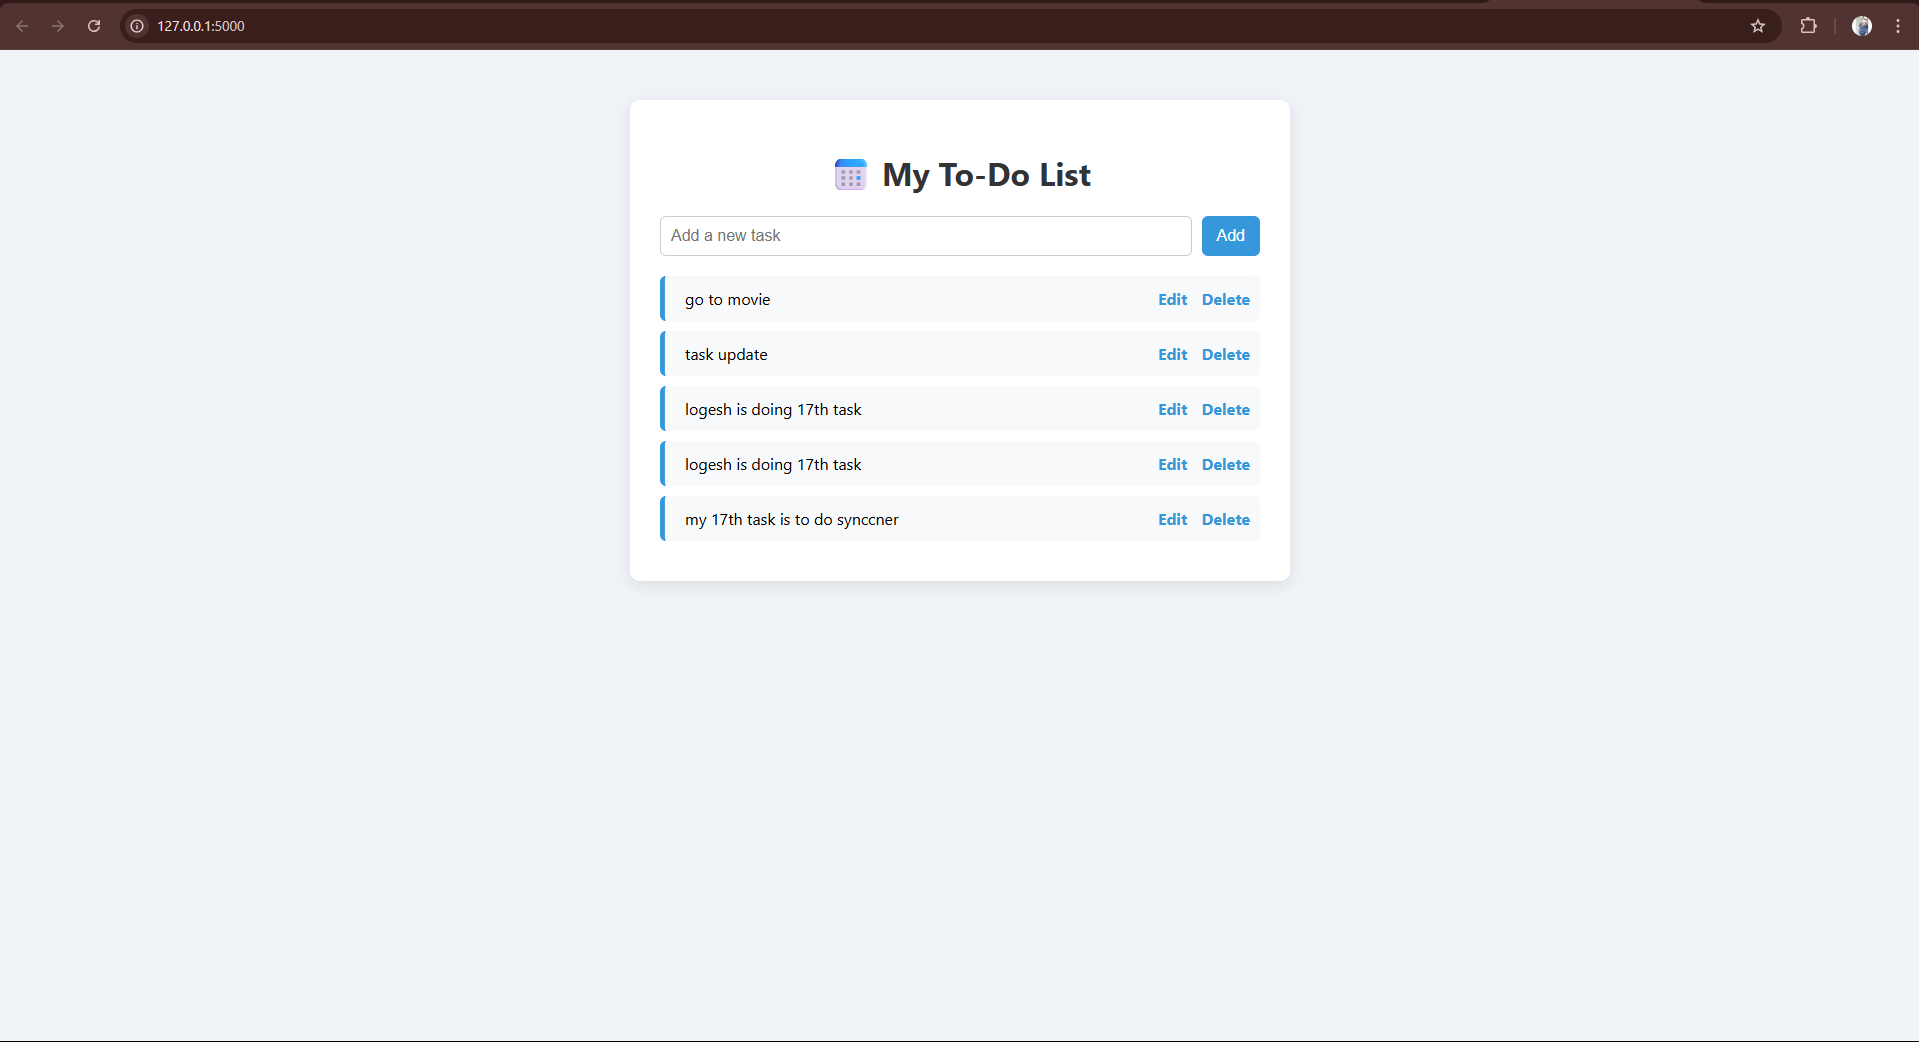 127.0.0.1:5000
My To-Do List
Add a new task Add
go to movie Edit Delete
task update Edit Delete
logesh is doing 17th task Edit Delete
logesh is doing 17th task Edit Delete
my 17th task is to do synccner Edit Delete